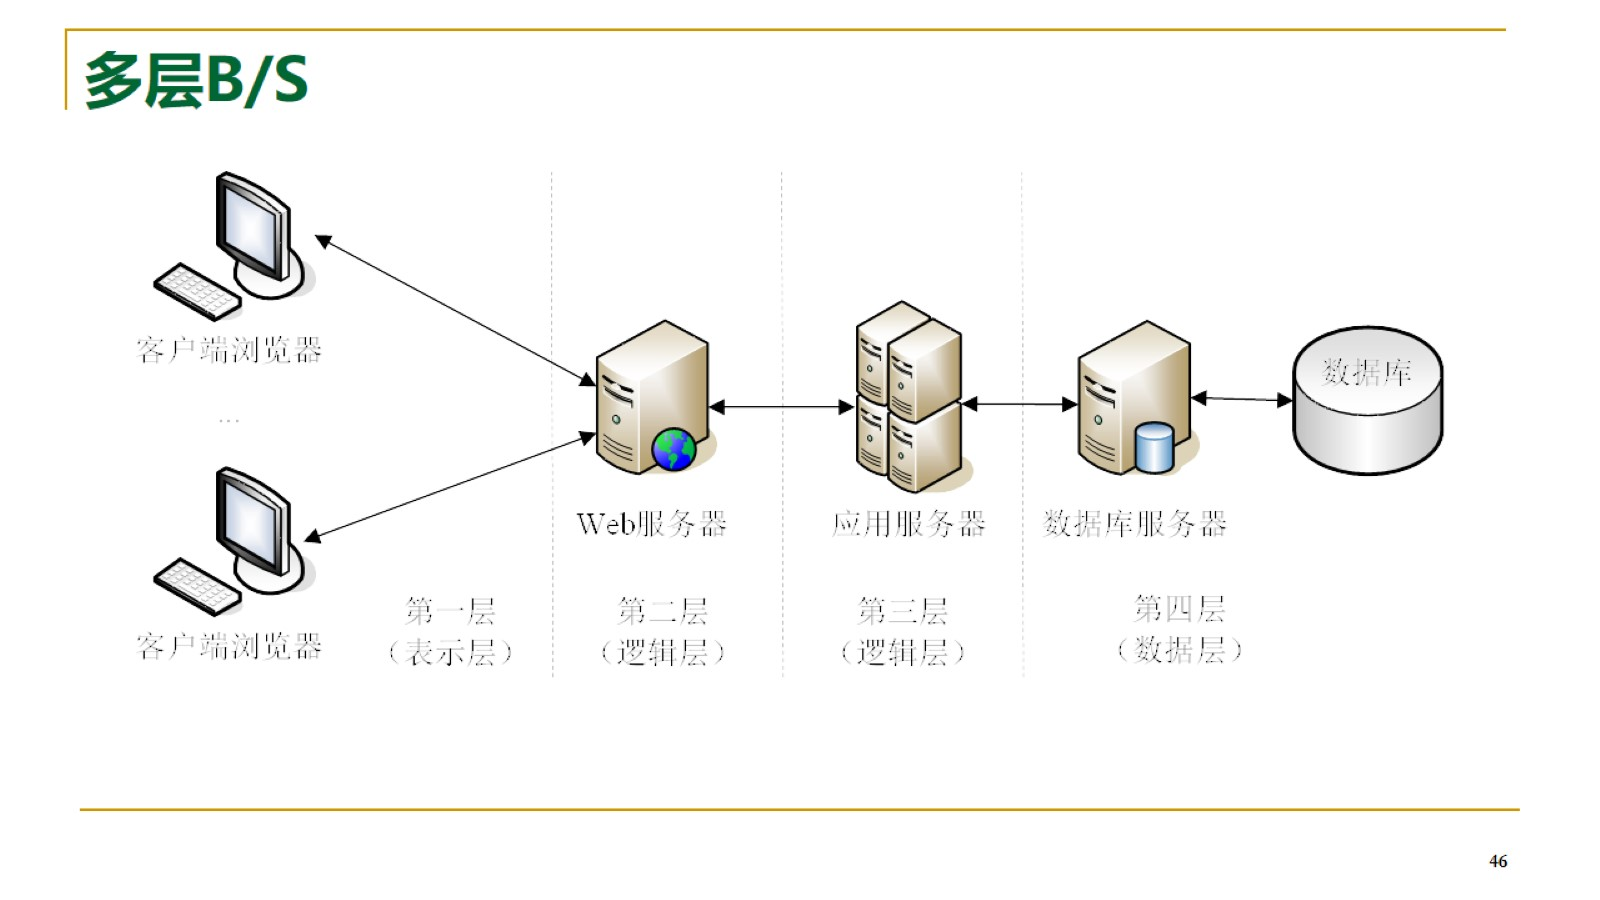 多层B/S
客户端浏览器
...
客户端浏览器
Web服务器
应用服务器
数据库服务器
数据库
第一层
（表示层）
第二层
（逻辑层）
第三层
（逻辑层）
第四层
（数据层）
46